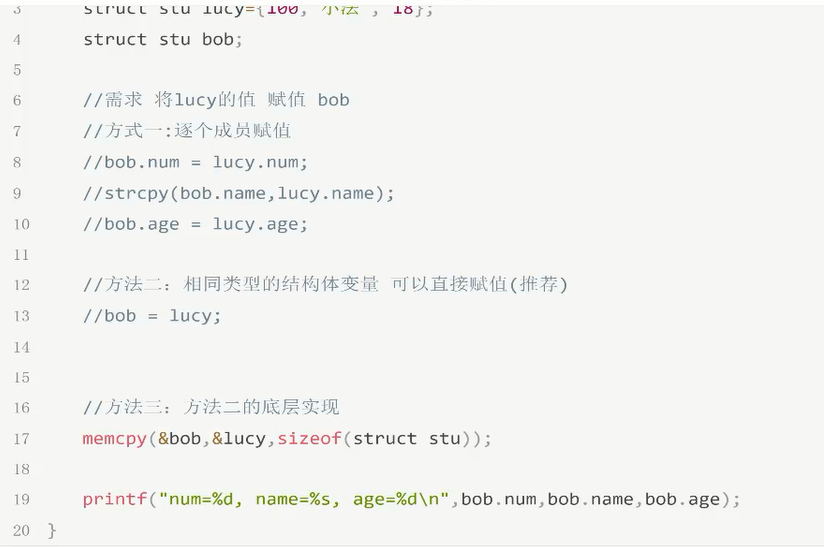 3 struct stu lucy={100, "小法", 18};
4 struct stu bob;
5
6 //需求 将lucy的值 赋值 bob
7 //方式一:逐个成员赋值
8 //bob.num = lucy.num;
9 //strcpy(bob.name,lucy.name);
10 //bob.age = lucy.age;
11
12 //方法二: 相同类型的结构体变量 可以直接赋值(推荐)
13 //bob = lucy;
14
15
16 //方法三: 方法二的底层实现
17 memcpy(&bob,&lucy,sizeof(struct stu));
18
19 printf("num=%d, name=%s, age=%d\n",bob.num,bob.name,bob.age);
20 }